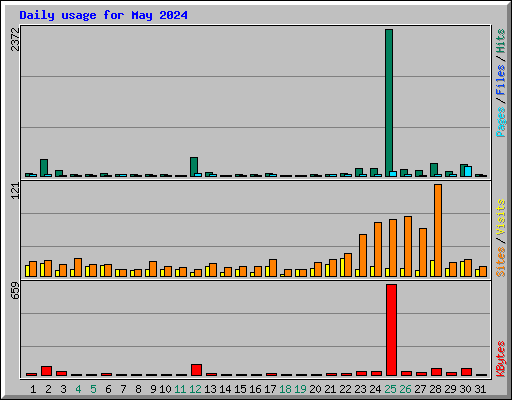 Daily usage for May 2024
2372
Pages / Files / Hits
121
Sites / Visits
659
KBytes
1 2 3 4 5 6 7 8 9 10 11 12 13 14 15 16 17 18 19 20 21 22 23 24 25 26 27 28 29 30 31